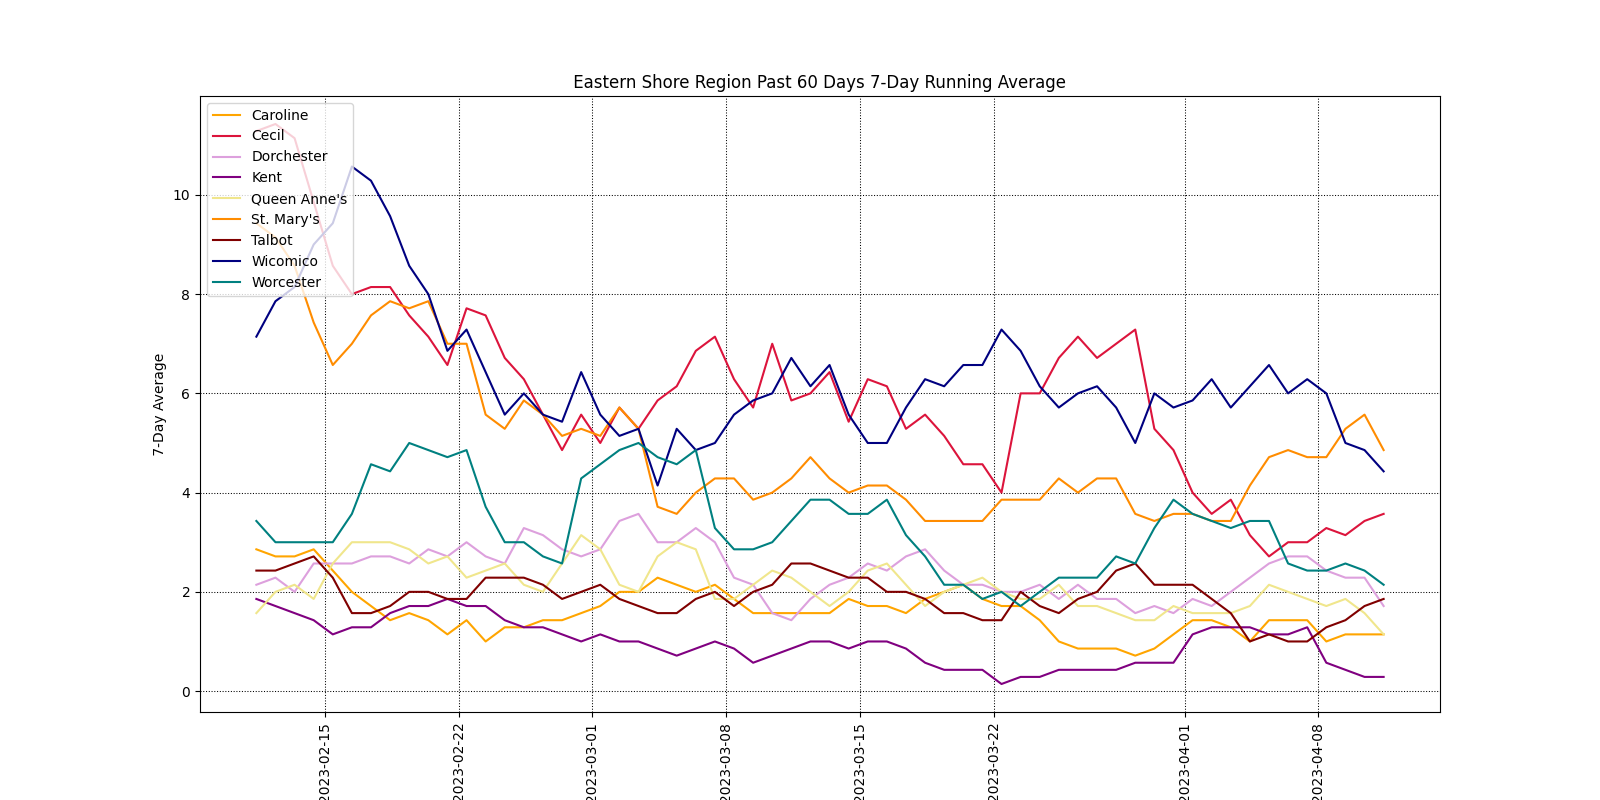 Eastern Shore Region Past 60 Days 7-Day Running Average
Caroline
Cecil
Dorchester
Kent
Queen Anne's
St. Mary's
Talbot
Wicomico
Worcester
7-Day Average
10
8
6
4
2
0
2023-02-15
2023-02-22
2023-03-01
2023-03-08
2023-03-15
2023-03-22
2023-04-01
2023-04-08